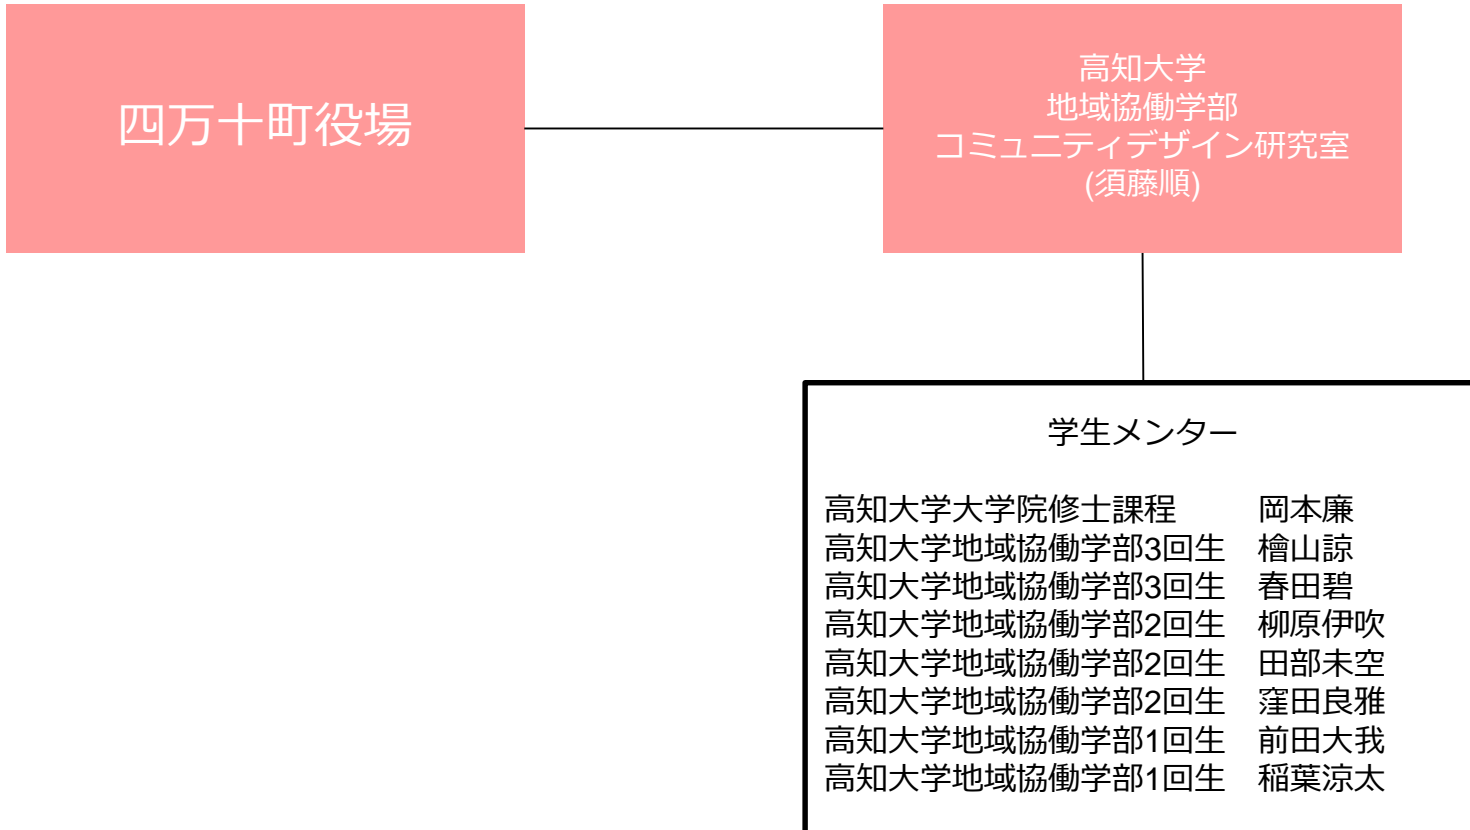 四万十町役場
高知大学
地域協働学部
コミュニティデザイン研究室
(須藤順)
学生メンター
高知大学大学院修士課程　岡本廉
高知大学地域協働学部3回生　檜山諒
高知大学地域協働学部3回生　春田碧
高知大学地域協働学部2回生　柳原伊吹
高知大学地域協働学部2回生　田部未空
高知大学地域協働学部2回生　窪田良雅
高知大学地域協働学部1回生　前田大我
高知大学地域協働学部1回生　稲葉涼太